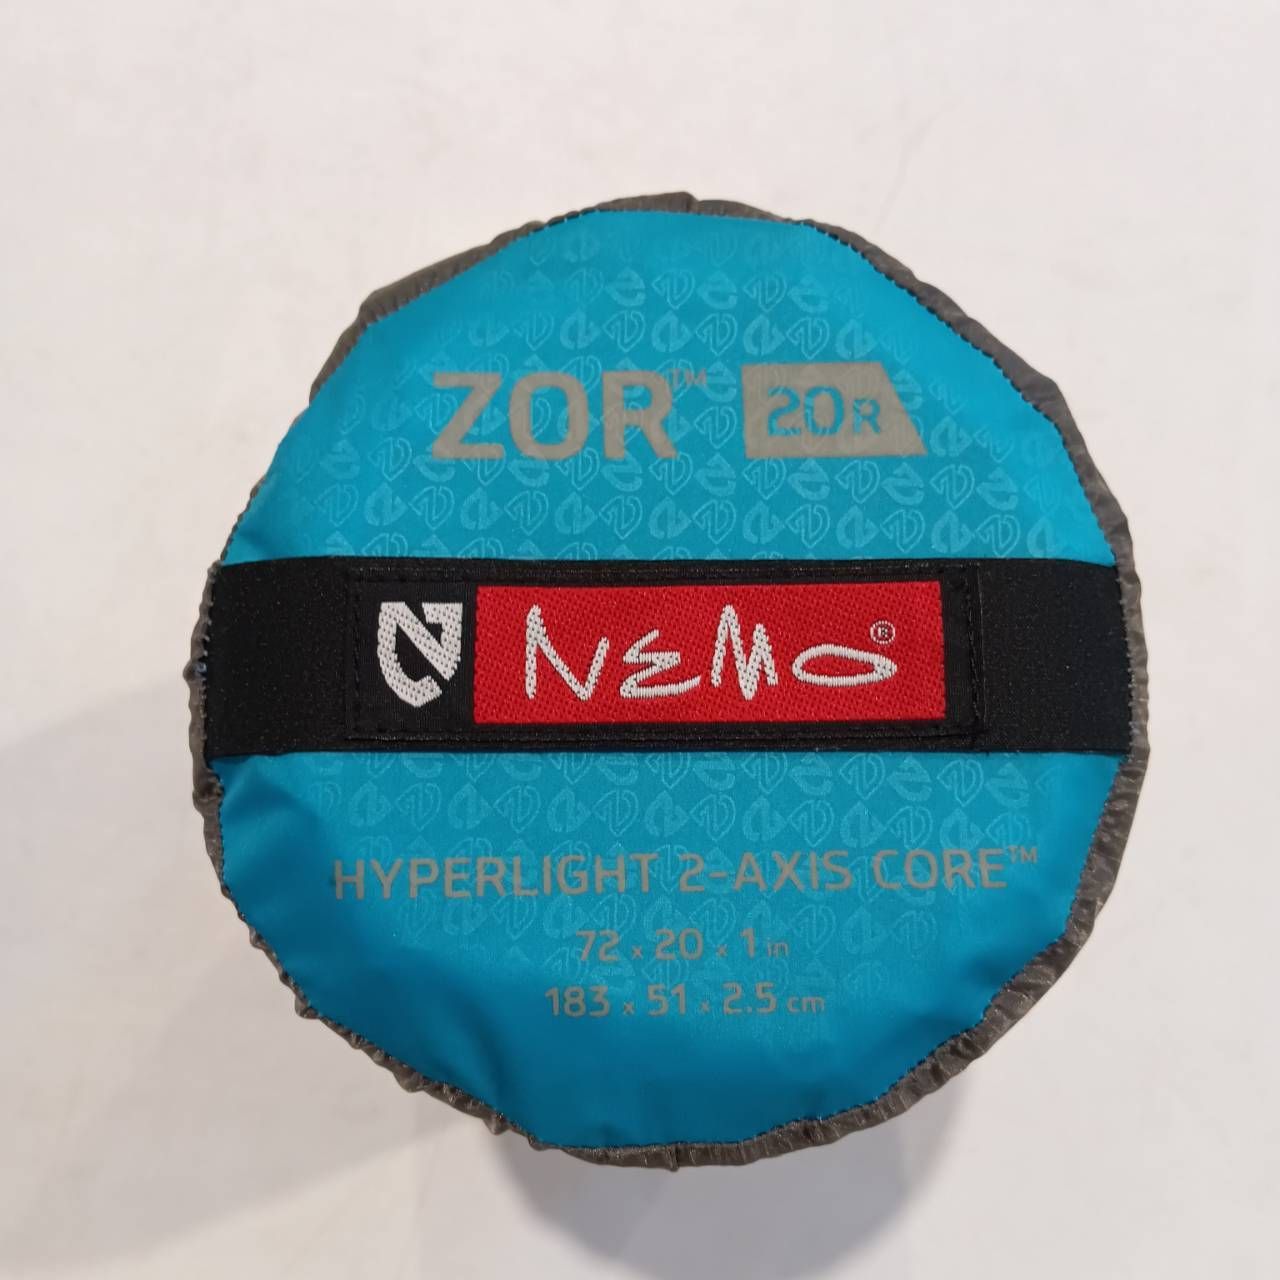 ZOR™ 20R
NEMO®
HYPERLIGHT 2-AXIS CORE™
72 x 20 x 1 in
183 x 51 x 2.5 cm